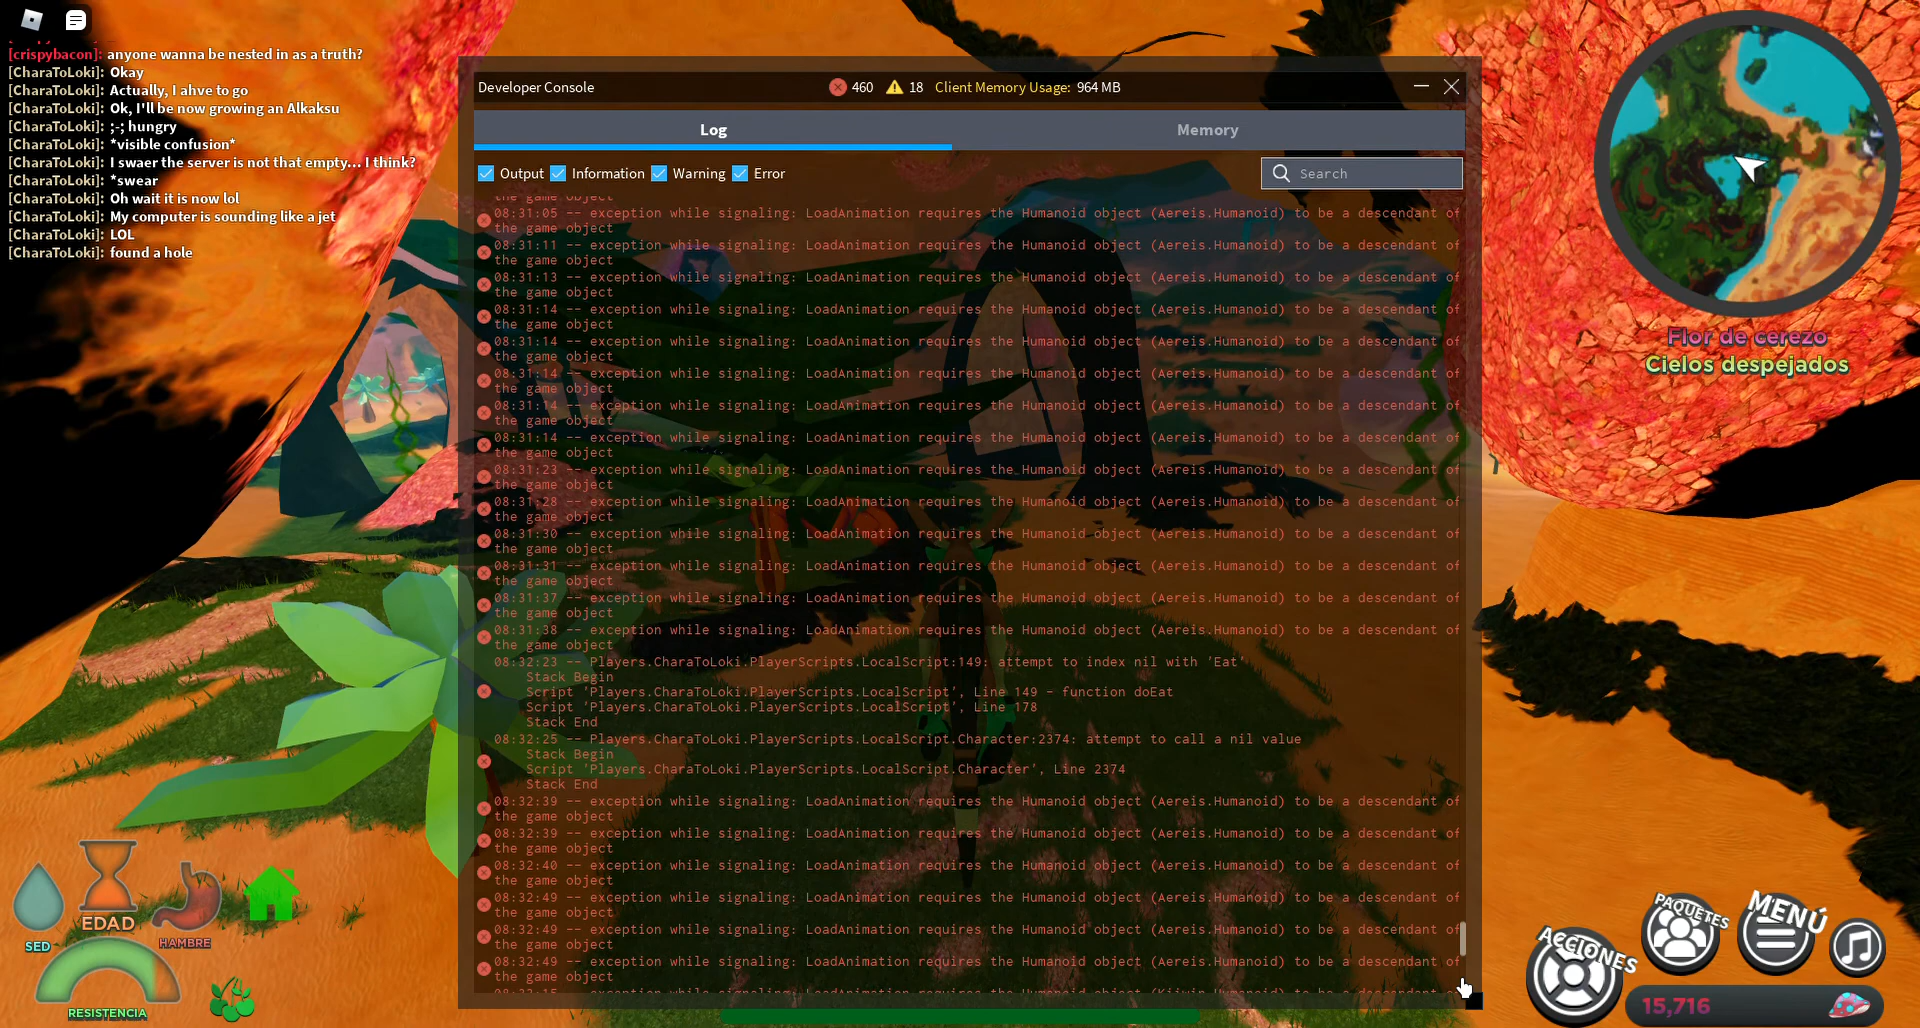 [crispybacon]: anyone wanna be nested in as a truth?
[CharaToLoki]: Okay
[CharaToLoki]: Actually, I ahve to go
[CharaToLoki]: Ok, I'll be now growing an Alkaksu
[CharaToLoki]: ;-; hungry
[CharaToLoki]: *visible confusion*
[CharaToLoki]: I swaer the server is not that empty... I think?
[CharaToLoki]: *swear
[CharaToLoki]: Oh wait it is now lol
[CharaToLoki]: My computer is sounding like a jet
[CharaToLoki]: LOL
[CharaToLoki]: found a hole
Developer Console
460
18
Client Memory Usage: 964 MB
Log
Memory
Output
Information
Warning
Error
Search
the game object
08:31:05 -- exception while signaling: LoadAnimation requires the Humanoid object (Aereis.Humanoid) to be a descendant of
the game object
08:31:11 -- exception while signaling: LoadAnimation requires the Humanoid object (Aereis.Humanoid) to be a descendant of
the game object
08:31:13 -- exception while signaling: LoadAnimation requires the Humanoid object (Aereis.Humanoid) to be a descendant of
the game object
08:31:14 -- exception while signaling: LoadAnimation requires the Humanoid object (Aereis.Humanoid) to be a descendant of
the game object
08:31:14 -- exception while signaling: LoadAnimation requires the Humanoid object (Aereis.Humanoid) to be a descendant of
the game object
08:31:14 -- exception while signaling: LoadAnimation requires the Humanoid object (Aereis.Humanoid) to be a descendant of
the game object
08:31:14 -- exception while signaling: LoadAnimation requires the Humanoid object (Aereis.Humanoid) to be a descendant of
the game object
08:31:14 -- exception while signaling: LoadAnimation requires the Humanoid object (Aereis.Humanoid) to be a descendant of
the game object
08:31:23 -- exception while signaling: LoadAnimation requires the Humanoid object (Aereis.Humanoid) to be a descendant of
the game object
08:31:28 -- exception while signaling: LoadAnimation requires the Humanoid object (Aereis.Humanoid) to be a descendant of
the game object
08:31:30 -- exception while signaling: LoadAnimation requires the Humanoid object (Aereis.Humanoid) to be a descendant of
the game object
08:31:31 -- exception while signaling: LoadAnimation requires the Humanoid object (Aereis.Humanoid) to be a descendant of
the game object
08:31:37 -- exception while signaling: LoadAnimation requires the Humanoid object (Aereis.Humanoid) to be a descendant of
the game object
08:31:38 -- exception while signaling: LoadAnimation requires the Humanoid object (Aereis.Humanoid) to be a descendant of
the game object
08:32:23 -- Players.CharaToLoki.PlayerScripts.LocalScript:149: attempt to index nil with 'Eat'
Stack Begin
Script 'Players.CharaToLoki.PlayerScripts.LocalScript', Line 149 - function doEat
Script 'Players.CharaToLoki.PlayerScripts.LocalScript', Line 178
Stack End
08:32:25 -- Players.CharaToLoki.PlayerScripts.LocalScript.Character:2374: attempt to call a nil value
Stack Begin
Script 'Players.CharaToLoki.PlayerScripts.LocalScript.Character', Line 2374
Stack End
08:32:39 -- exception while signaling: LoadAnimation requires the Humanoid object (Aereis.Humanoid) to be a descendant of
the game object
08:32:39 -- exception while signaling: LoadAnimation requires the Humanoid object (Aereis.Humanoid) to be a descendant of
the game object
08:32:40 -- exception while signaling: LoadAnimation requires the Humanoid object (Aereis.Humanoid) to be a descendant of
the game object
08:32:49 -- exception while signaling: LoadAnimation requires the Humanoid object (Aereis.Humanoid) to be a descendant of
the game object
08:32:49 -- exception while signaling: LoadAnimation requires the Humanoid object (Aereis.Humanoid) to be a descendant of
the game object
08:32:49 -- exception while signaling: LoadAnimation requires the Humanoid object (Aereis.Humanoid) to be a descendant of
the game object
Flor de cerezo
Cielos despejados
SED
EDAD
HAMBRE
RESISTENCIA
ACCIONES
PAQUETES
MENÚ
15,716